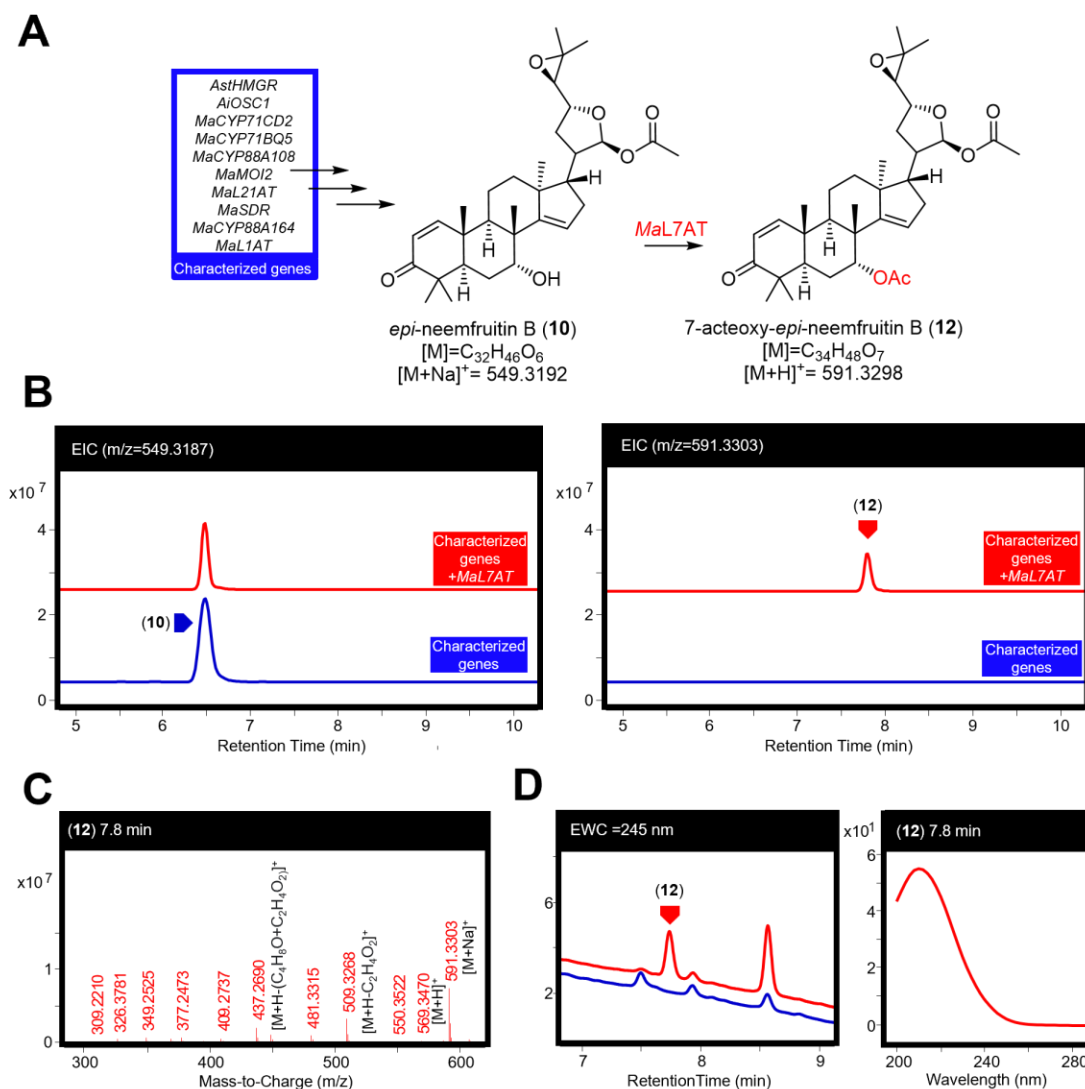 A
AstHMGR
AiOSC1
MaCYP71CD2
MaCYP71BQ5
MaCYP88A108
MaMOI2
MaL21AT
MaSDR
MaCYP88A164
MaL1AT
Characterized genes
O
O
O
O
H
H
H
O
OH
epi-neemfruitin B (10)
[M]=C₃₂H₄₆O₆
[M+Na]⁺= 549.3192
MaL7AT
O
O
O
O
H
H
H
O
OAc
7-acteoxy-epi-neemfruitin B (12)
[M]=C₃₄H₄₈O₇
[M+H]⁺= 591.3298
B
EIC (m/z=549.3187)
x10 ⁷
4
2
0
(10)
Characterized
genes
+MaL7AT
Characterized
genes
5 6 7 8 9 10
Retention Time (min)
EIC (m/z=591.3303)
x10 ⁷
4
2
0
(12)
Characterized
genes
+MaL7AT
Characterized
genes
5 6 7 8 9 10
Retention Time (min)
C
(12) 7.8 min
x10 ⁷
1
0
309.2210
326.3781
349.2525
377.2473
409.2737
437.2690
[M+H-(C₄H₈O+C₂H₄O₂)]⁺
481.3315
509.3268
[M+H-C₂H₄O₂]⁺
550.3522
569.3470
[M+H]⁺
591.3303
[M+Na]⁺
300 400 500 600
Mass-to-Charge (m/z)
D
EWC =245 nm
6
2
(12)
7 8 9
RetentionTime (min)
(12) 7.8 min
x10 ¹
6
4
2
0
200 240 280
Wavelength (nm)